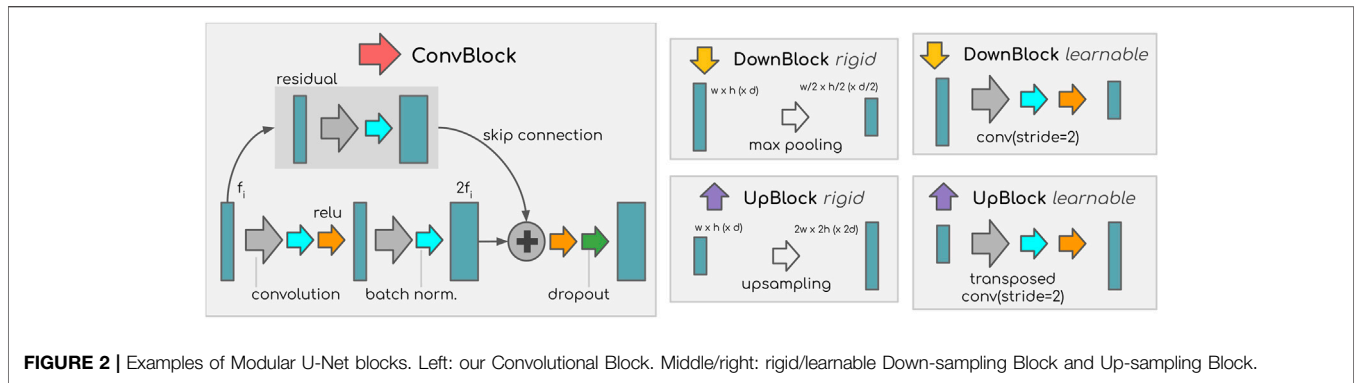 ConvBlock
residual
skip connection
f_i
relu
2f_i
convolution
batch norm.
dropout
DownBlock rigid
w x h (x d)
w/2 x h/2 (x d/2)
max pooling
DownBlock learnable
conv(stride=2)
UpBlock rigid
w x h (x d)
2w x 2h (x 2d)
upsampling
UpBlock learnable
transposed
conv(stride=2)
FIGURE 2 | Examples of Modular U-Net blocks. Left: our Convolutional Block. Middle/right: rigid/learnable Down-sampling Block and Up-sampling Block.